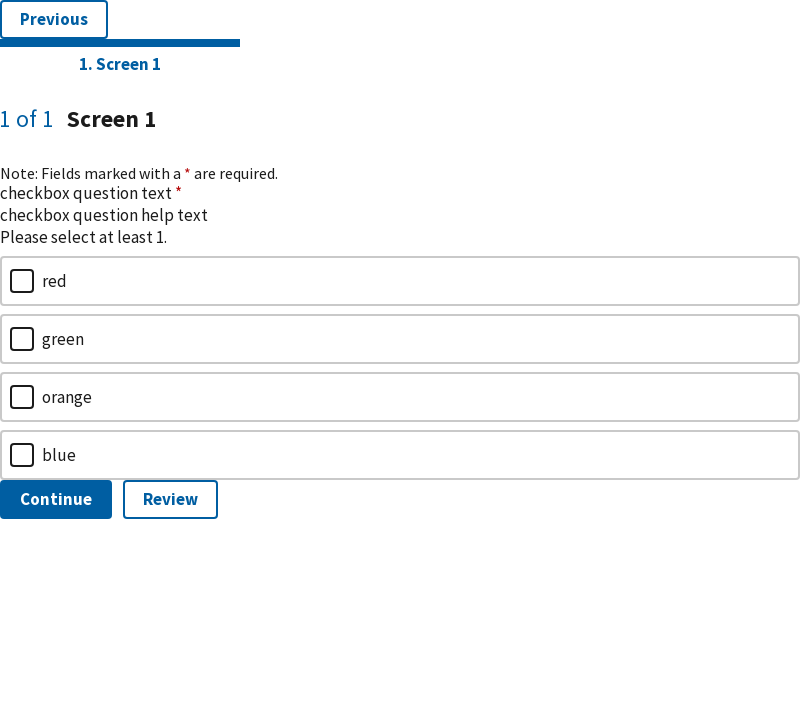 Previous
1. Screen 1
1 of 1 Screen 1
Note: Fields marked with a * are required.
checkbox question text *
checkbox question help text
Please select at least 1.
red
green
orange
blue
Continue Review